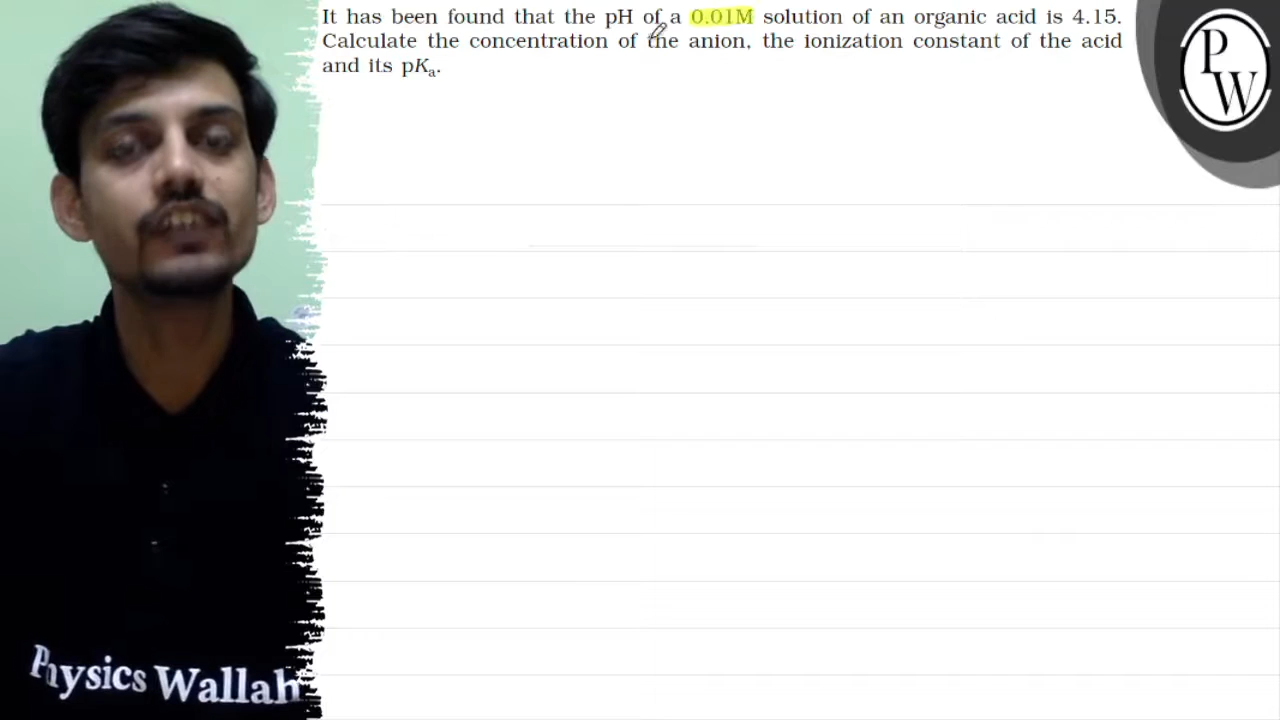 It has been found that the pH of a 0.01M solution of an organic acid is 4.15.
Calculate the concentration of the anion, the ionization constant of the acid
and its pKₐ.
P
W
Physics Wallah